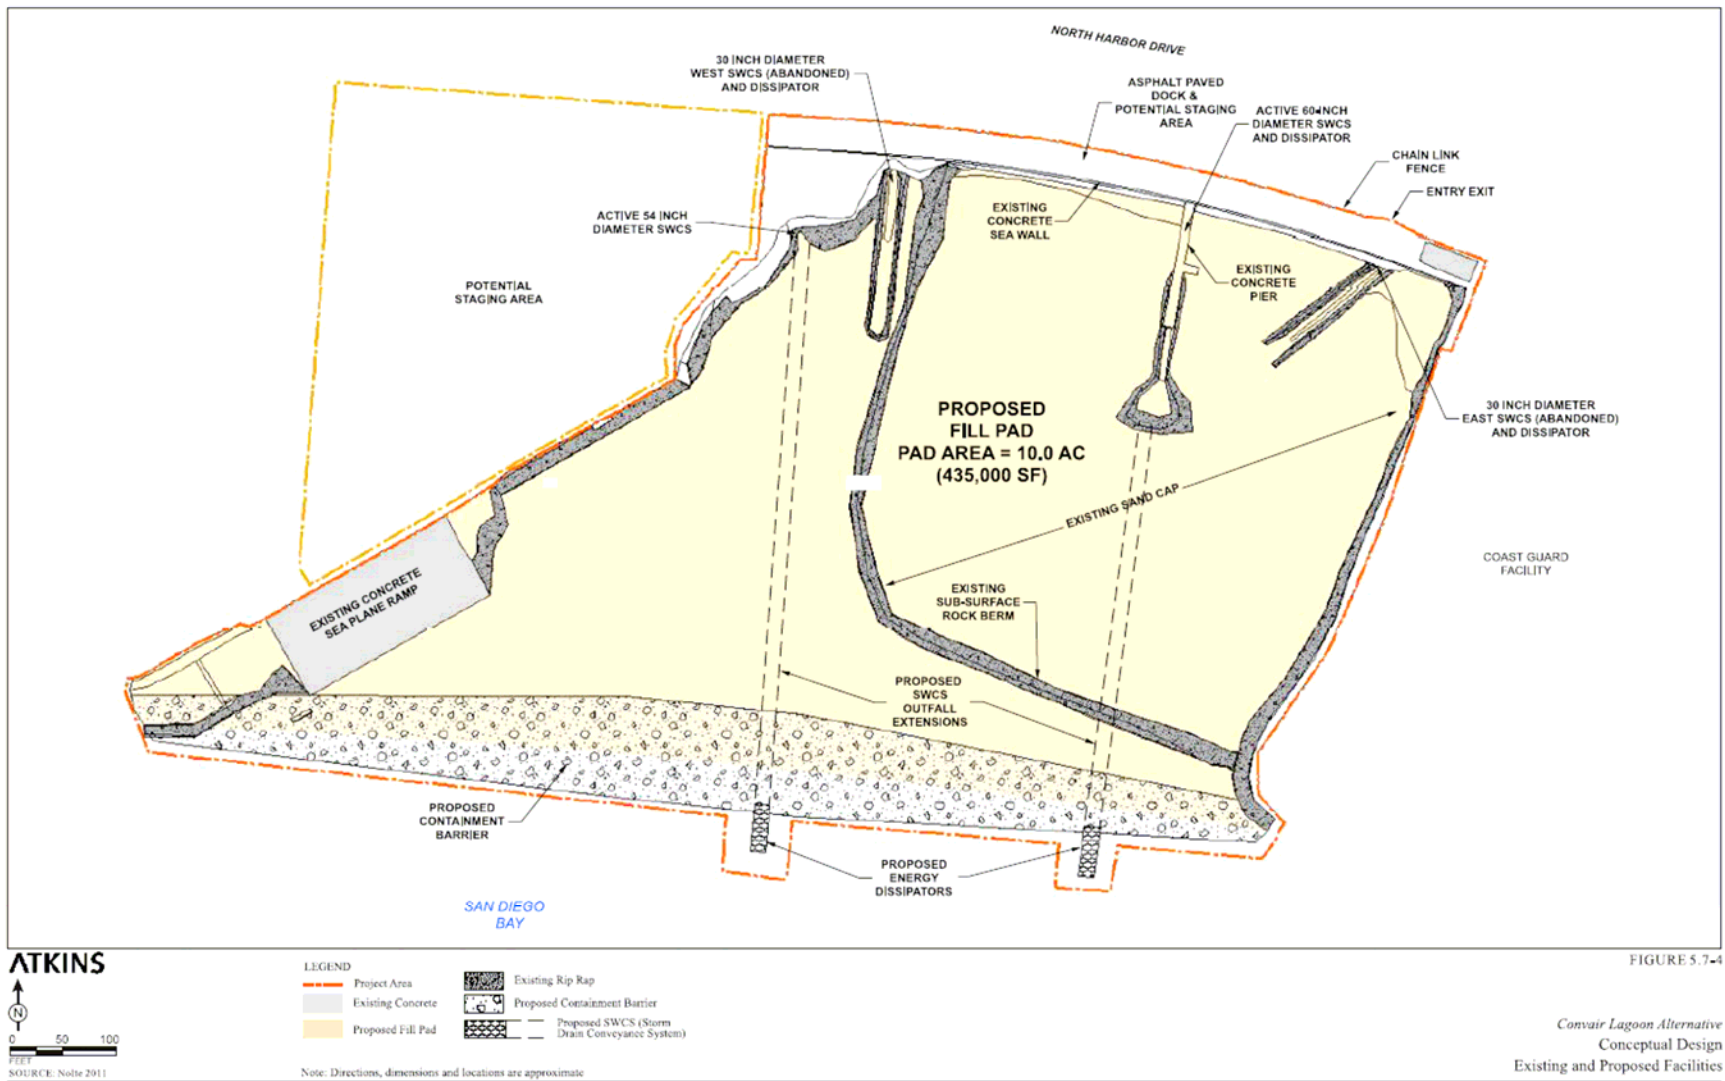 NORTH HARBOR DRIVE
30 INCH DIAMETER
WEST SWCS (ABANDONED)
AND DISSIPATOR
ASPHALT PAVED
DOCK &
POTENTIAL STAGING
AREA
ACTIVE 60-INCH
DIAMETER SWCS
AND DISSIPATOR
CHAIN LINK
FENCE
ENTRY EXIT
ACTIVE 54 INCH
DIAMETER SWCS
EXISTING
CONCRETE
SEA WALL
EXISTING
CONCRETE
PIER
POTENTIAL
STAGING AREA
PROPOSED
FILL PAD
PAD AREA = 10.0 AC
(435,000 SF)
30 INCH DIAMETER
EAST SWCS (ABANDONED)
AND DISSIPATOR
EXISTING SAND CAP
COAST GUARD
FACILITY
EXISTING CONCRETE
SEA PLANE RAMP
EXISTING
SUB-SURFACE
ROCK BERM
PROPOSED
SWCS
OUTFALL
EXTENSIONS
PROPOSED
CONTAINMENT
BARRIER
PROPOSED
ENERGY
DISSIPATORS
SAN DIEGO
BAY
ATKINS
N
0 50 100
FEET
SOURCE: Nolte 2011
LEGEND
Project Area
Existing Concrete
Proposed Fill Pad
Existing Rip Rap
Proposed Containment Barrier
Proposed SWCS (Storm
Drain Conveyance System)
Note: Directions, dimensions and locations are approximate
FIGURE 5.7-4
Convair Lagoon Alternative
Conceptual Design
Existing and Proposed Facilities